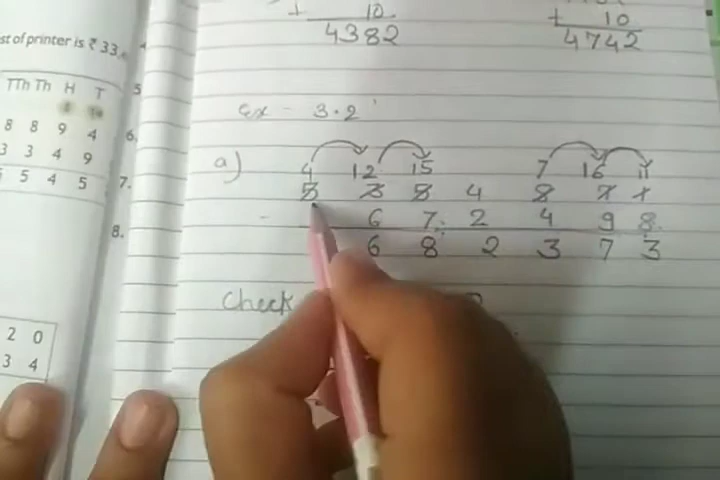 + 10
4382
+ 10
4742
st of printer is ₹ 33,
TTh Th H T
8 8 9 4
3 3 4 9
5 5 4 5
5
6.
7.
8.
2 0
3 4
Ex - 3.2
a) 4 12 15 7 16 11
5 3 5 4 8 7 1
- 6 7 2 4 9 8
6 8 2 3 7 3
Check